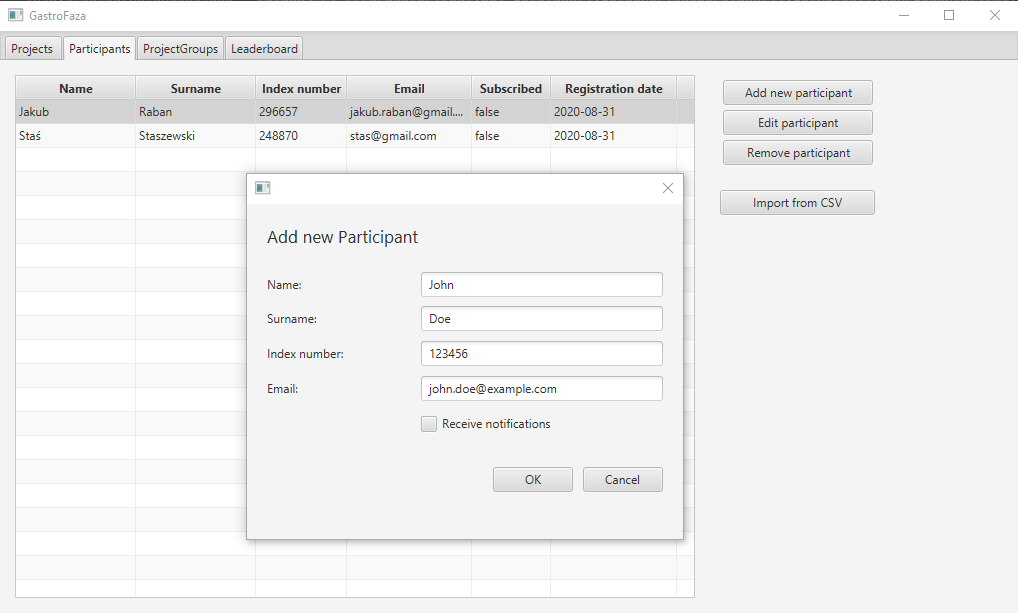 GastroFaza
Projects Participants ProjectGroups Leaderboard
Name Surname Index number Email Subscribed Registration date
Jakub Raban 296657 jakub.raban@gmail.... false 2020-08-31
Staś Staszewski 248870 stas@gmail.com false 2020-08-31
Add new participant
Edit participant
Remove participant
Import from CSV
Add new Participant
Name: John
Surname: Doe
Index number: 123456
Email: john.doe@example.com
Receive notifications
OK Cancel